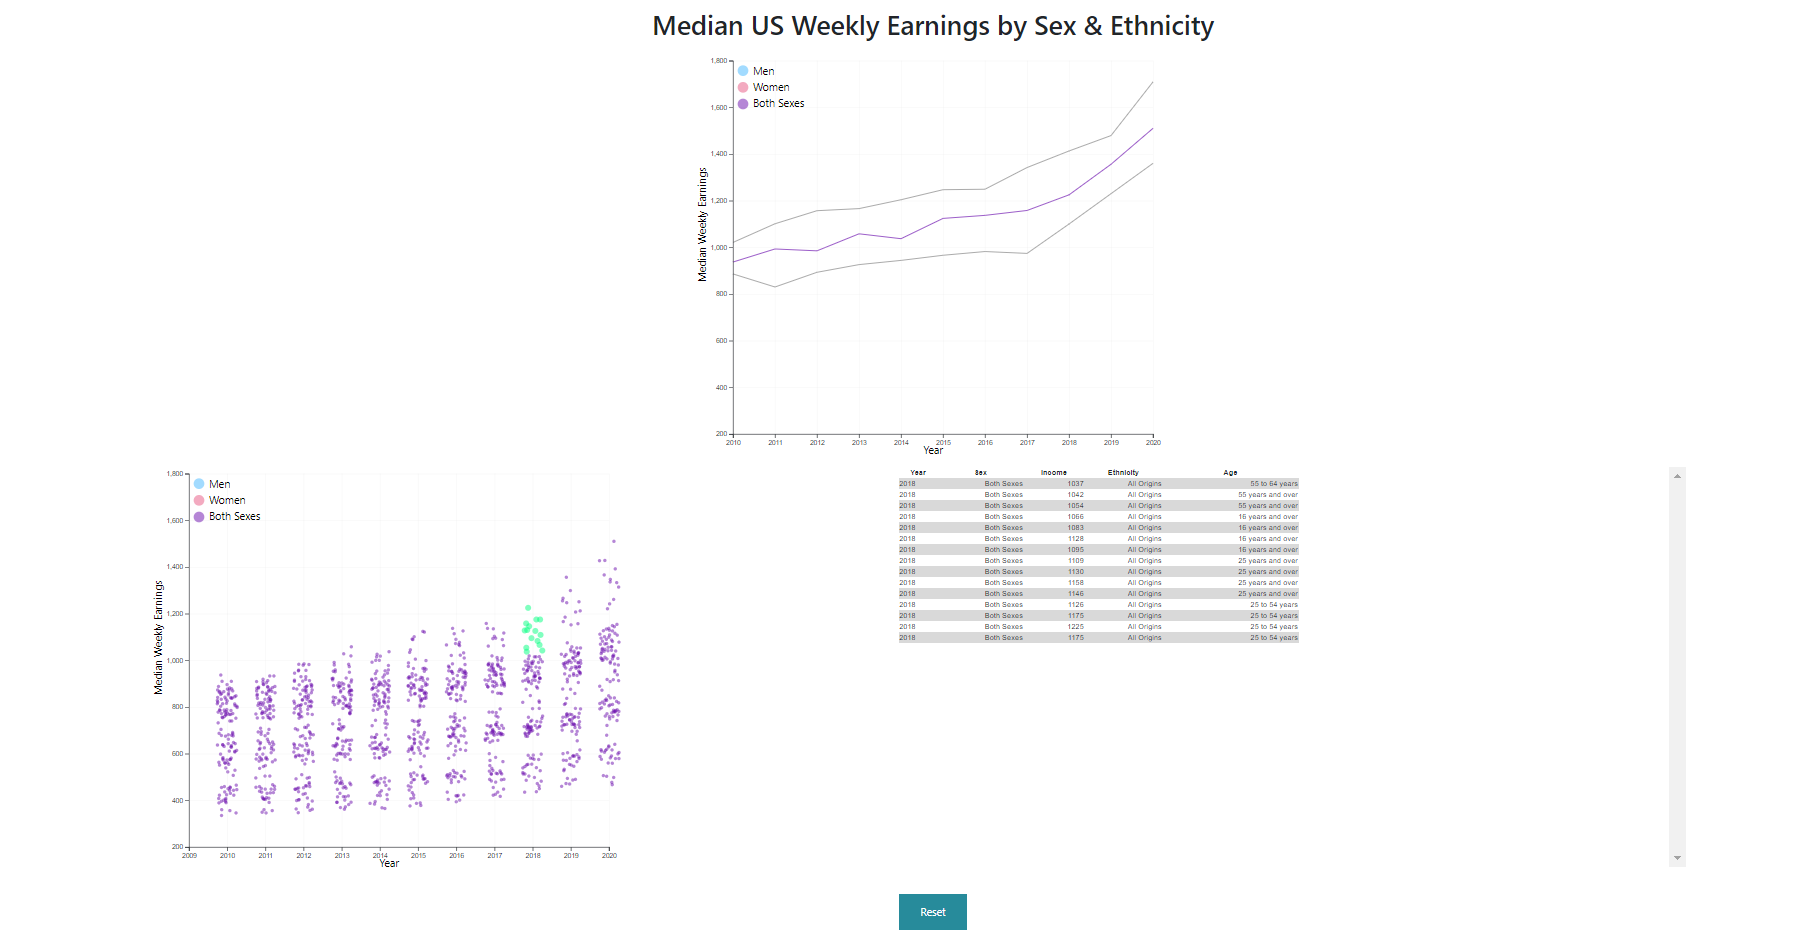 Median US Weekly Earnings by Sex & Ethnicity
1,800
1,600
1,400
1,200
1,000
800
600
400
200
Median Weekly Earnings
Men
Women
Both Sexes
2010 2011 2012 2013 2014 2015 2016 2017 2018 2019 2020
Year
1,800
1,600
1,400
1,200
1,000
800
600
400
200
Median Weekly Earnings
Men
Women
Both Sexes
2009 2010 2011 2012 2013 2014 2015 2016 2017 2018 2019 2020
Year
Year Sex Income Ethnicity Age
2018 Both Sexes 1037 All Origins 55 to 64 years
2018 Both Sexes 1042 All Origins 55 years and over
2018 Both Sexes 1054 All Origins 55 years and over
2018 Both Sexes 1066 All Origins 16 years and over
2018 Both Sexes 1083 All Origins 16 years and over
2018 Both Sexes 1128 All Origins 16 years and over
2018 Both Sexes 1095 All Origins 16 years and over
2018 Both Sexes 1109 All Origins 25 years and over
2018 Both Sexes 1130 All Origins 25 years and over
2018 Both Sexes 1158 All Origins 25 years and over
2018 Both Sexes 1146 All Origins 25 years and over
2018 Both Sexes 1126 All Origins 25 to 54 years
2018 Both Sexes 1175 All Origins 25 to 54 years
2018 Both Sexes 1225 All Origins 25 to 54 years
2018 Both Sexes 1175 All Origins 25 to 54 years
Reset